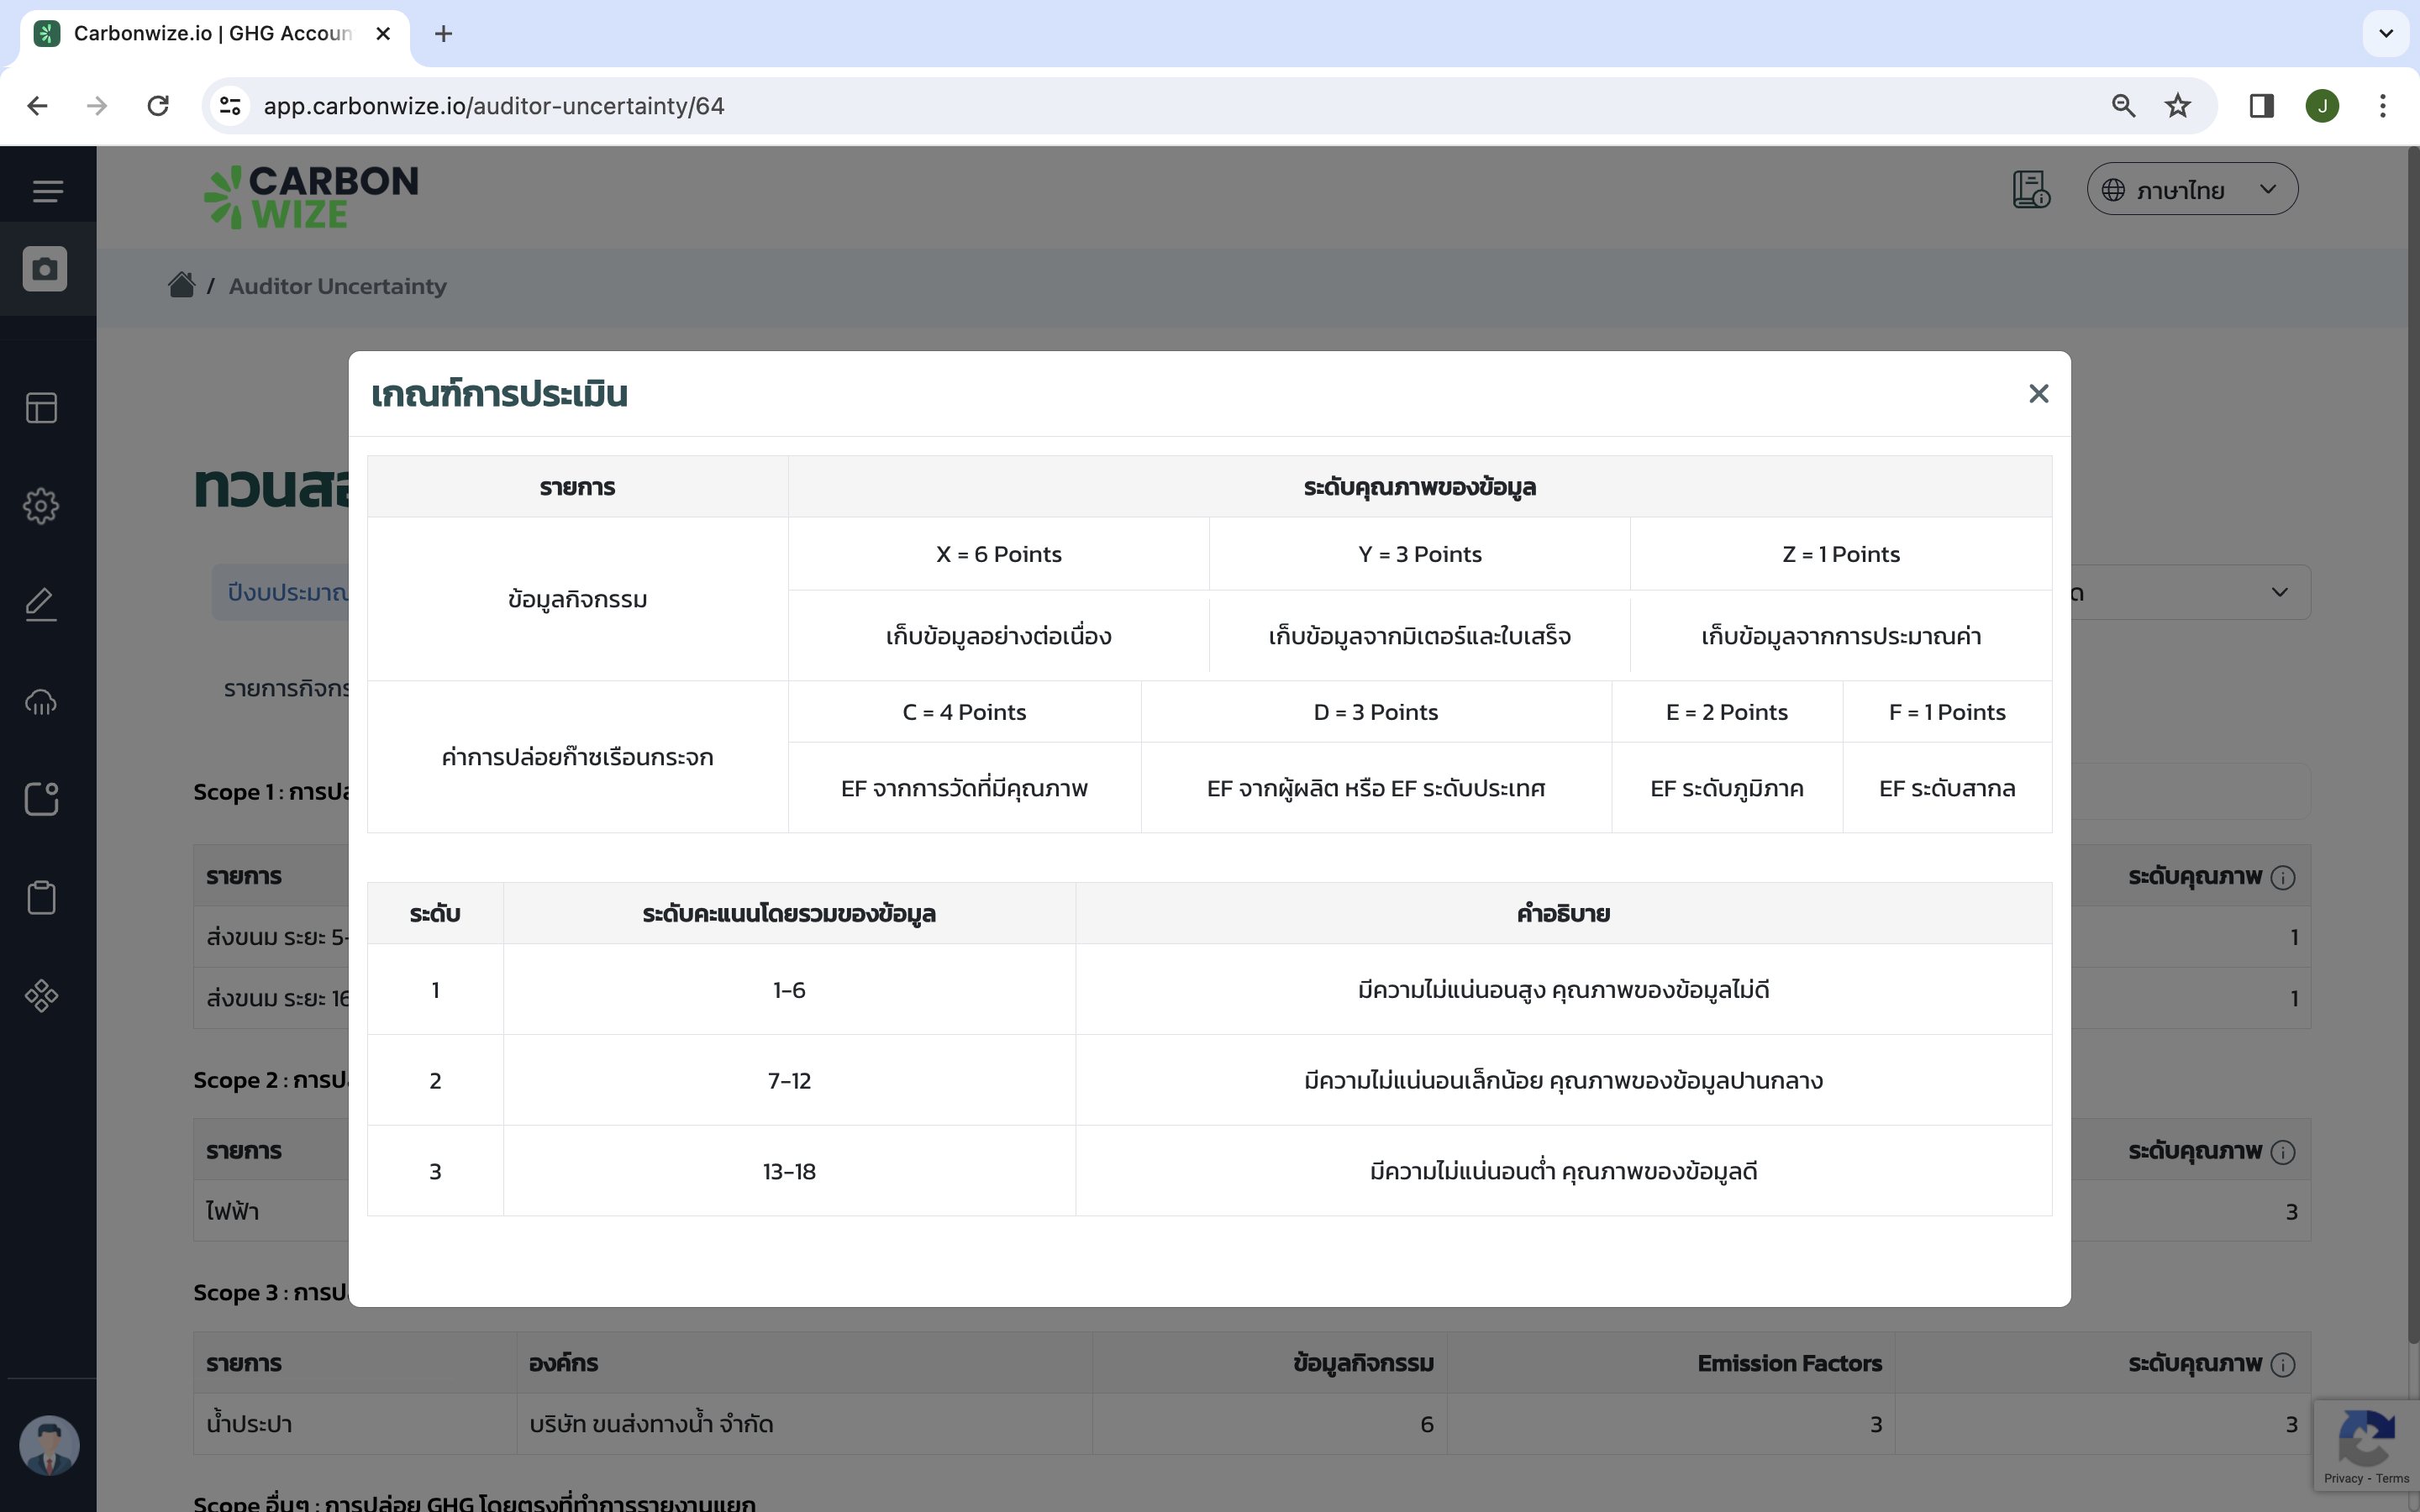 Carbonwize.io | GHG Accoun
app.carbonwize.io/auditor-uncertainty/64
J
CARBON
WIZE
ภาษาไทย
/ Auditor Uncertainty
เกณฑ์การประเมิน
ทวนสอ
ปีงบประมาณ
รายการกิจกร
รายการ ระดับคุณภาพของข้อมูล
ข้อมูลกิจกรรม
X = 6 Points Y = 3 Points Z = 1 Points
เก็บข้อมูลอย่างต่อเนื่อง เก็บข้อมูลจากมิเตอร์และใบเสร็จ เก็บข้อมูลจากการประมาณค่า
ค่าการปล่อยก๊าซเรือนกระจก
C = 4 Points D = 3 Points E = 2 Points F = 1 Points
EF จากการวัดที่มีคุณภาพ EF จากผู้ผลิต หรือ EF ระดับประเทศ EF ระดับภูมิภาค EF ระดับสากล
ระดับ ระดับคะแนนโดยรวมของข้อมูล คำอธิบาย
1 1-6 มีความไม่แน่นอนสูง คุณภาพของข้อมูลไม่ดี
2 7-12 มีความไม่แน่นอนเล็กน้อย คุณภาพของข้อมูลปานกลาง
3 13-18 มีความไม่แน่นอนต่ำ คุณภาพของข้อมูลดี
Scope 1 : การปล
รายการ ระดับคุณภาพ
ส่งขนม ระยะ 5- 1
ส่งขนม ระยะ 16 1
Scope 2 : การปล
รายการ ระดับคุณภาพ
ไฟฟ้า 3
Scope 3 : การป
รายการ องค์กร ข้อมูลกิจกรรม Emission Factors ระดับคุณภาพ
น้ำประปา บริษัท ขนส่งทางน้ำ จำกัด 6 3 3
Scope อื่นๆ : การปล่อย GHG โดยตรงที่ทำการรายงานแยก
Privacy - Terms